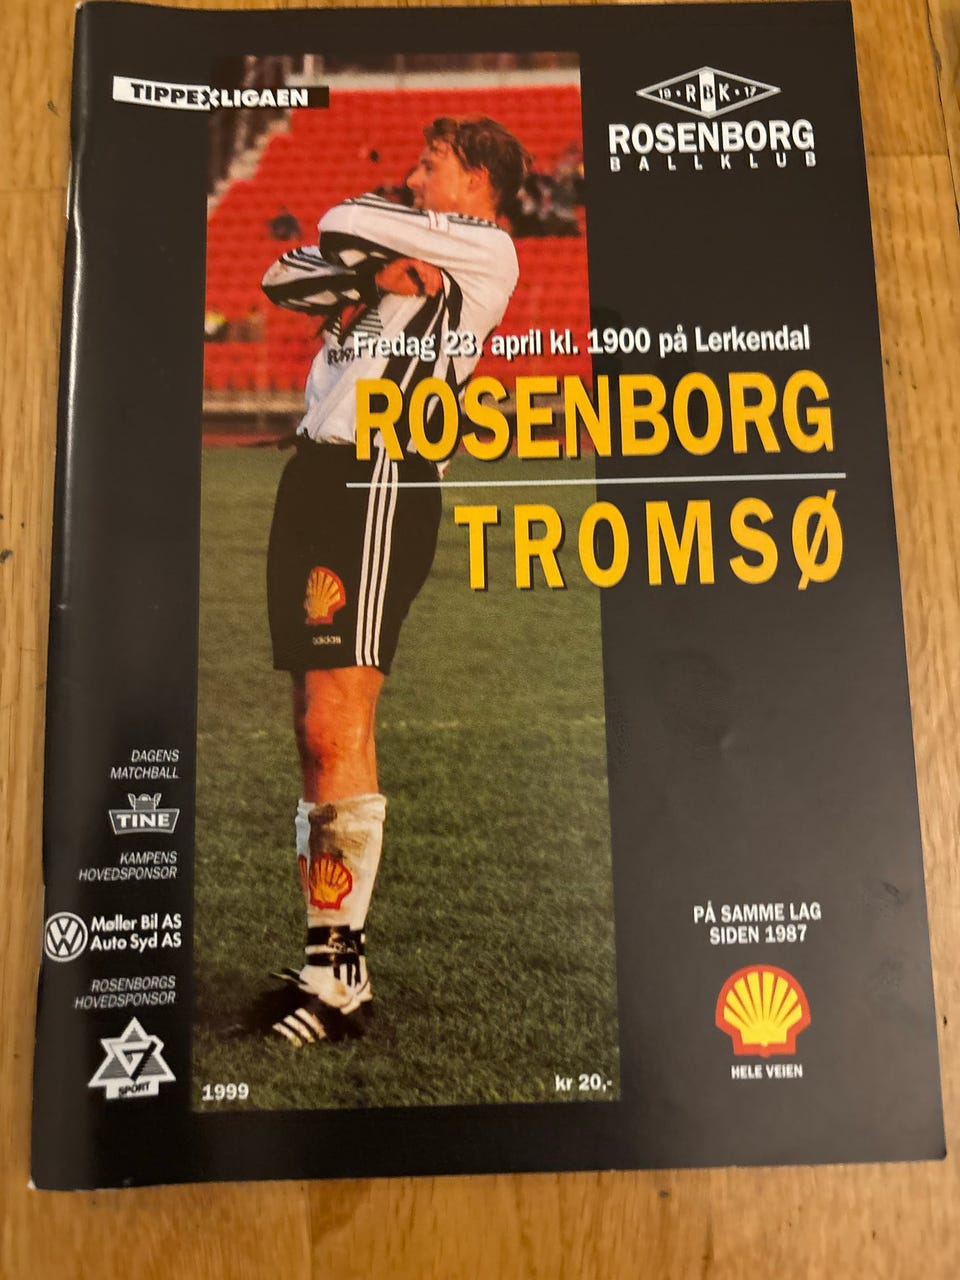 TIPPEXLIGAEN
19 • RBK • 17
ROSENBORG
BALLKLUB
Fredag 23. april kl. 1900 på Lerkendal
ROSENBORG
TROMSØ
adidas
DAGENS
MATCHBALL
TINE
KAMPENS
HOVEDSPONSOR
Møller Bil AS
Auto Syd AS
ROSENBORGS
HOVEDSPONSOR
G
SPORT
1999
kr 20,-
PÅ SAMME LAG
SIDEN 1987
HELE VEIEN